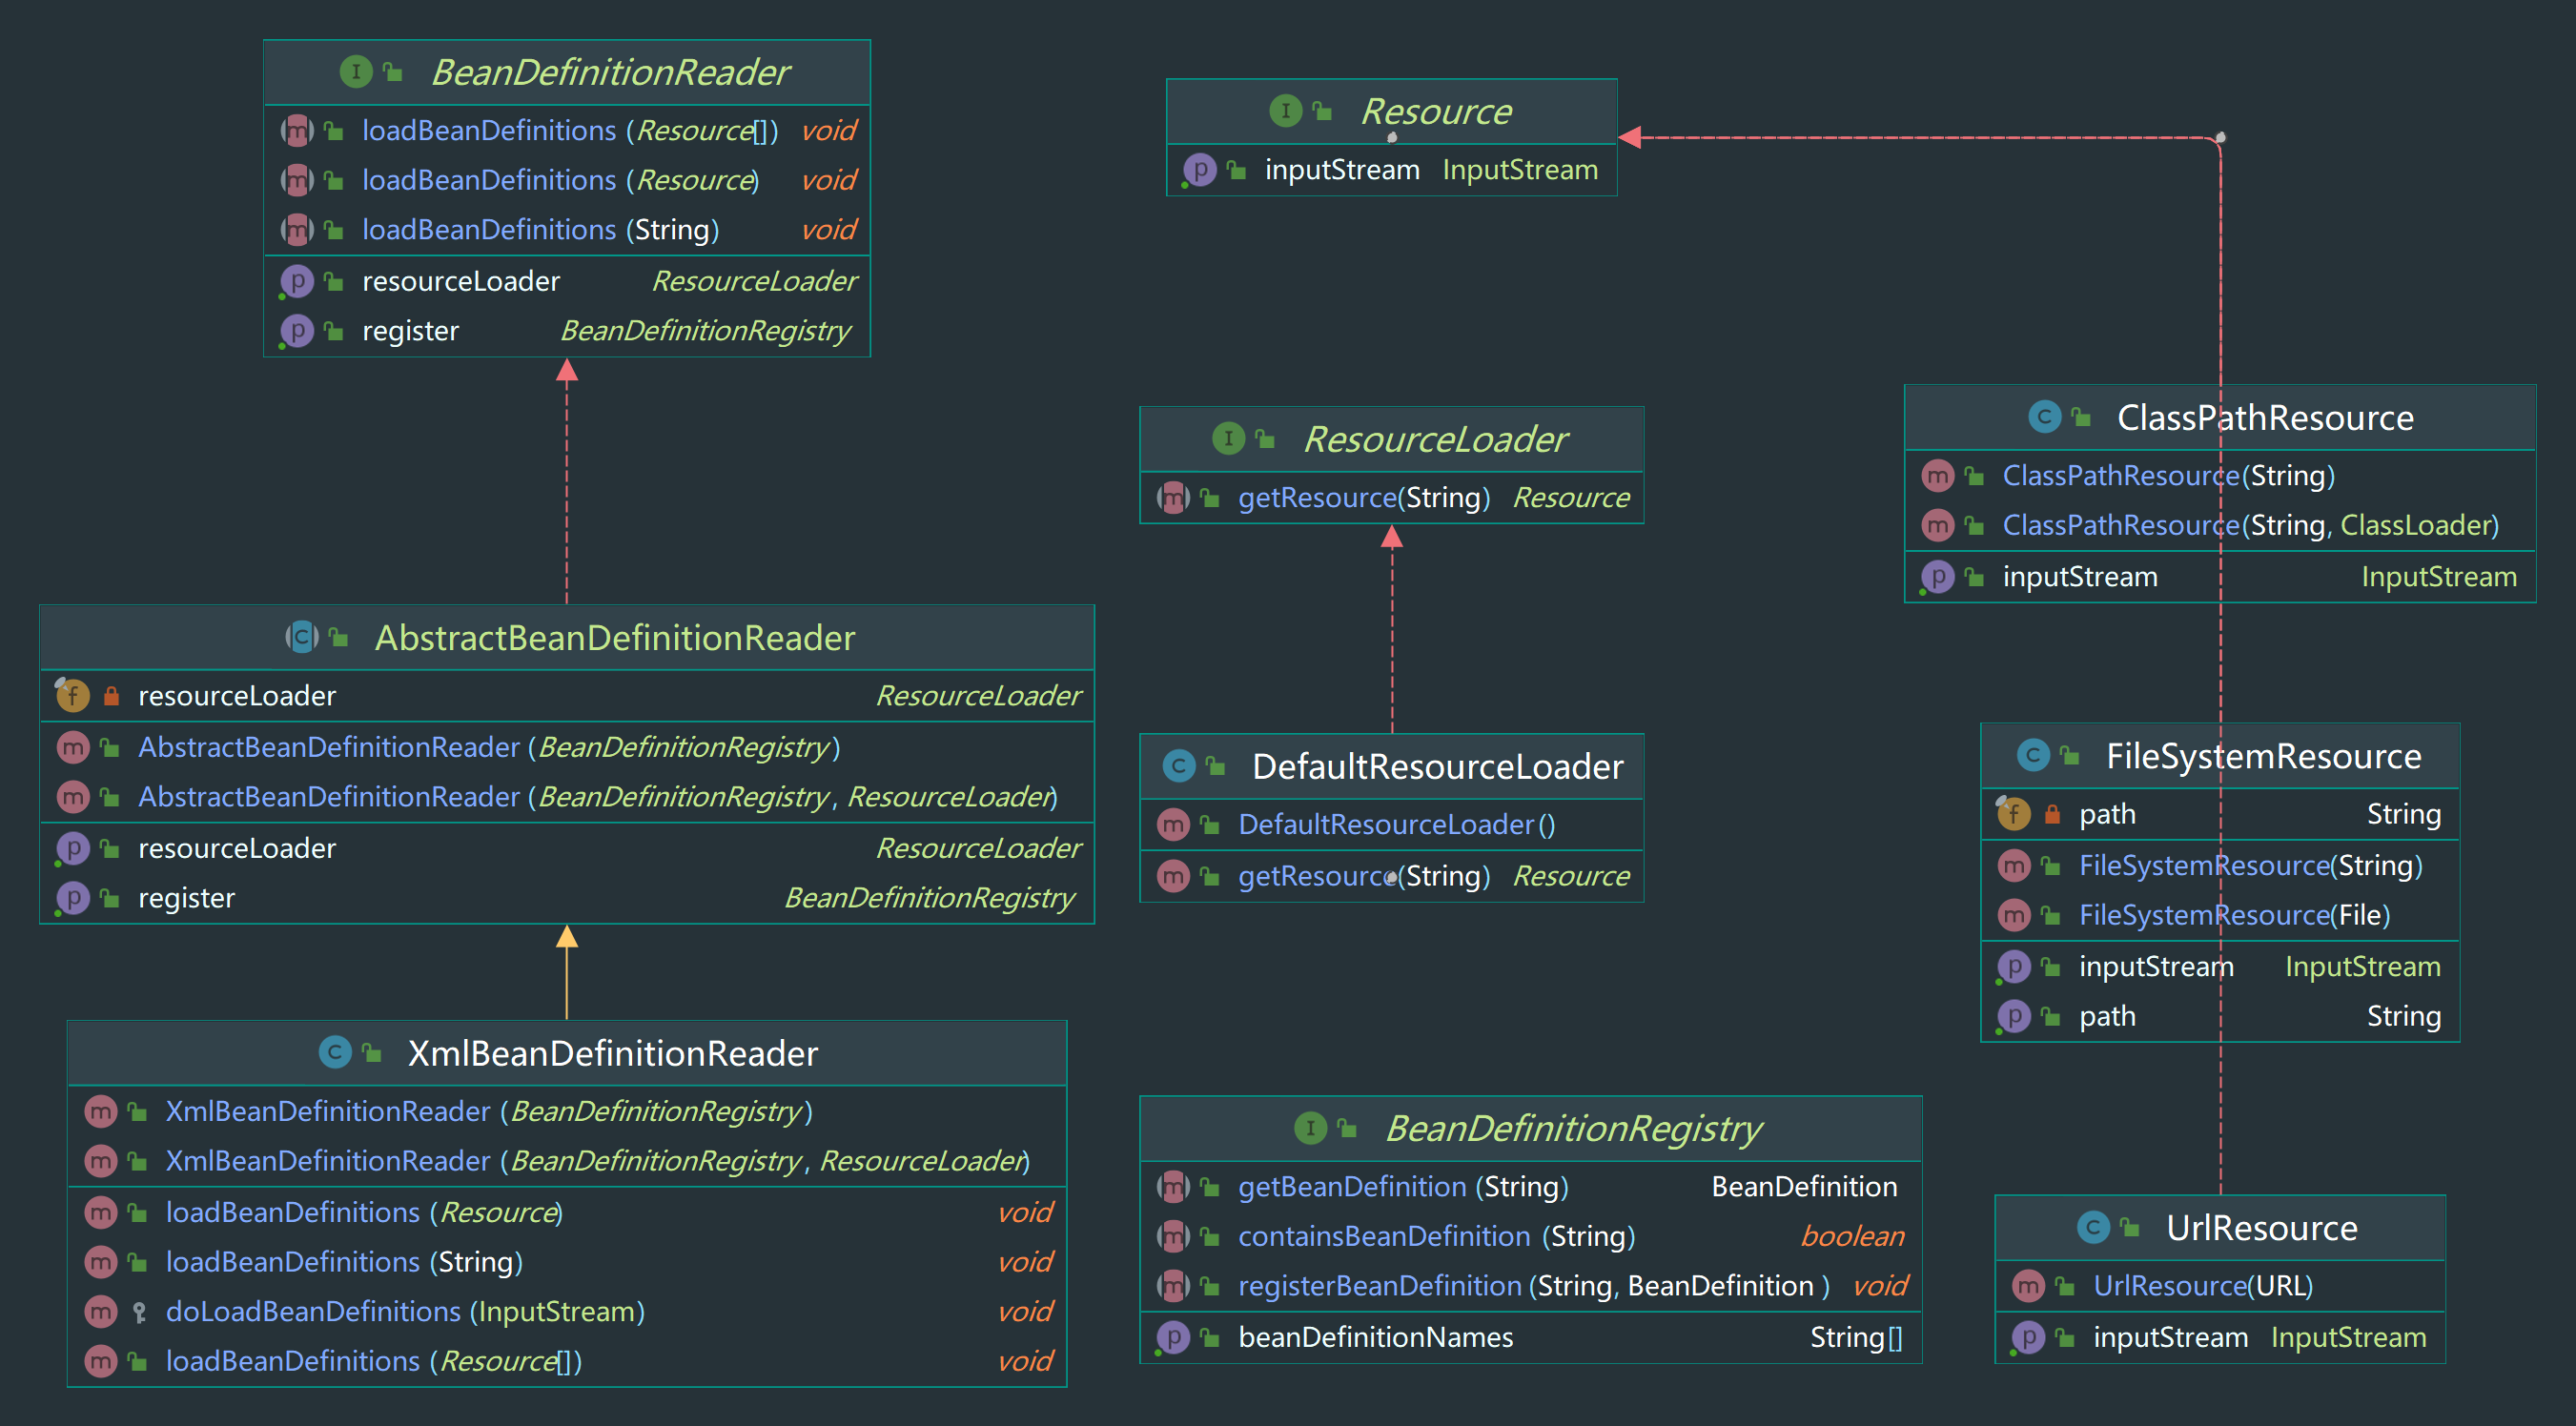 BeanDefinitionReader
loadBeanDefinitions (Resource[]) void
loadBeanDefinitions (Resource) void
loadBeanDefinitions (String) void
resourceLoader ResourceLoader
register BeanDefinitionRegistry
AbstractBeanDefinitionReader
resourceLoader ResourceLoader
AbstractBeanDefinitionReader (BeanDefinitionRegistry)
AbstractBeanDefinitionReader (BeanDefinitionRegistry, ResourceLoader)
resourceLoader ResourceLoader
register BeanDefinitionRegistry
XmlBeanDefinitionReader
XmlBeanDefinitionReader (BeanDefinitionRegistry)
XmlBeanDefinitionReader (BeanDefinitionRegistry, ResourceLoader)
loadBeanDefinitions (Resource) void
loadBeanDefinitions (String) void
doLoadBeanDefinitions (InputStream) void
loadBeanDefinitions (Resource[]) void
Resource
inputStream InputStream
ResourceLoader
getResource(String) Resource
DefaultResourceLoader
DefaultResourceLoader()
getResource(String) Resource
BeanDefinitionRegistry
getBeanDefinition (String) BeanDefinition
containsBeanDefinition (String) boolean
registerBeanDefinition (String, BeanDefinition ) void
beanDefinitionNames String[]
ClassPathResource
ClassPathResource(String)
ClassPathResource(String, ClassLoader)
inputStream InputStream
FileSystemResource
path String
FileSystemResource(String)
FileSystemResource(File)
inputStream InputStream
path String
UrlResource
UrlResource(URL)
inputStream InputStream